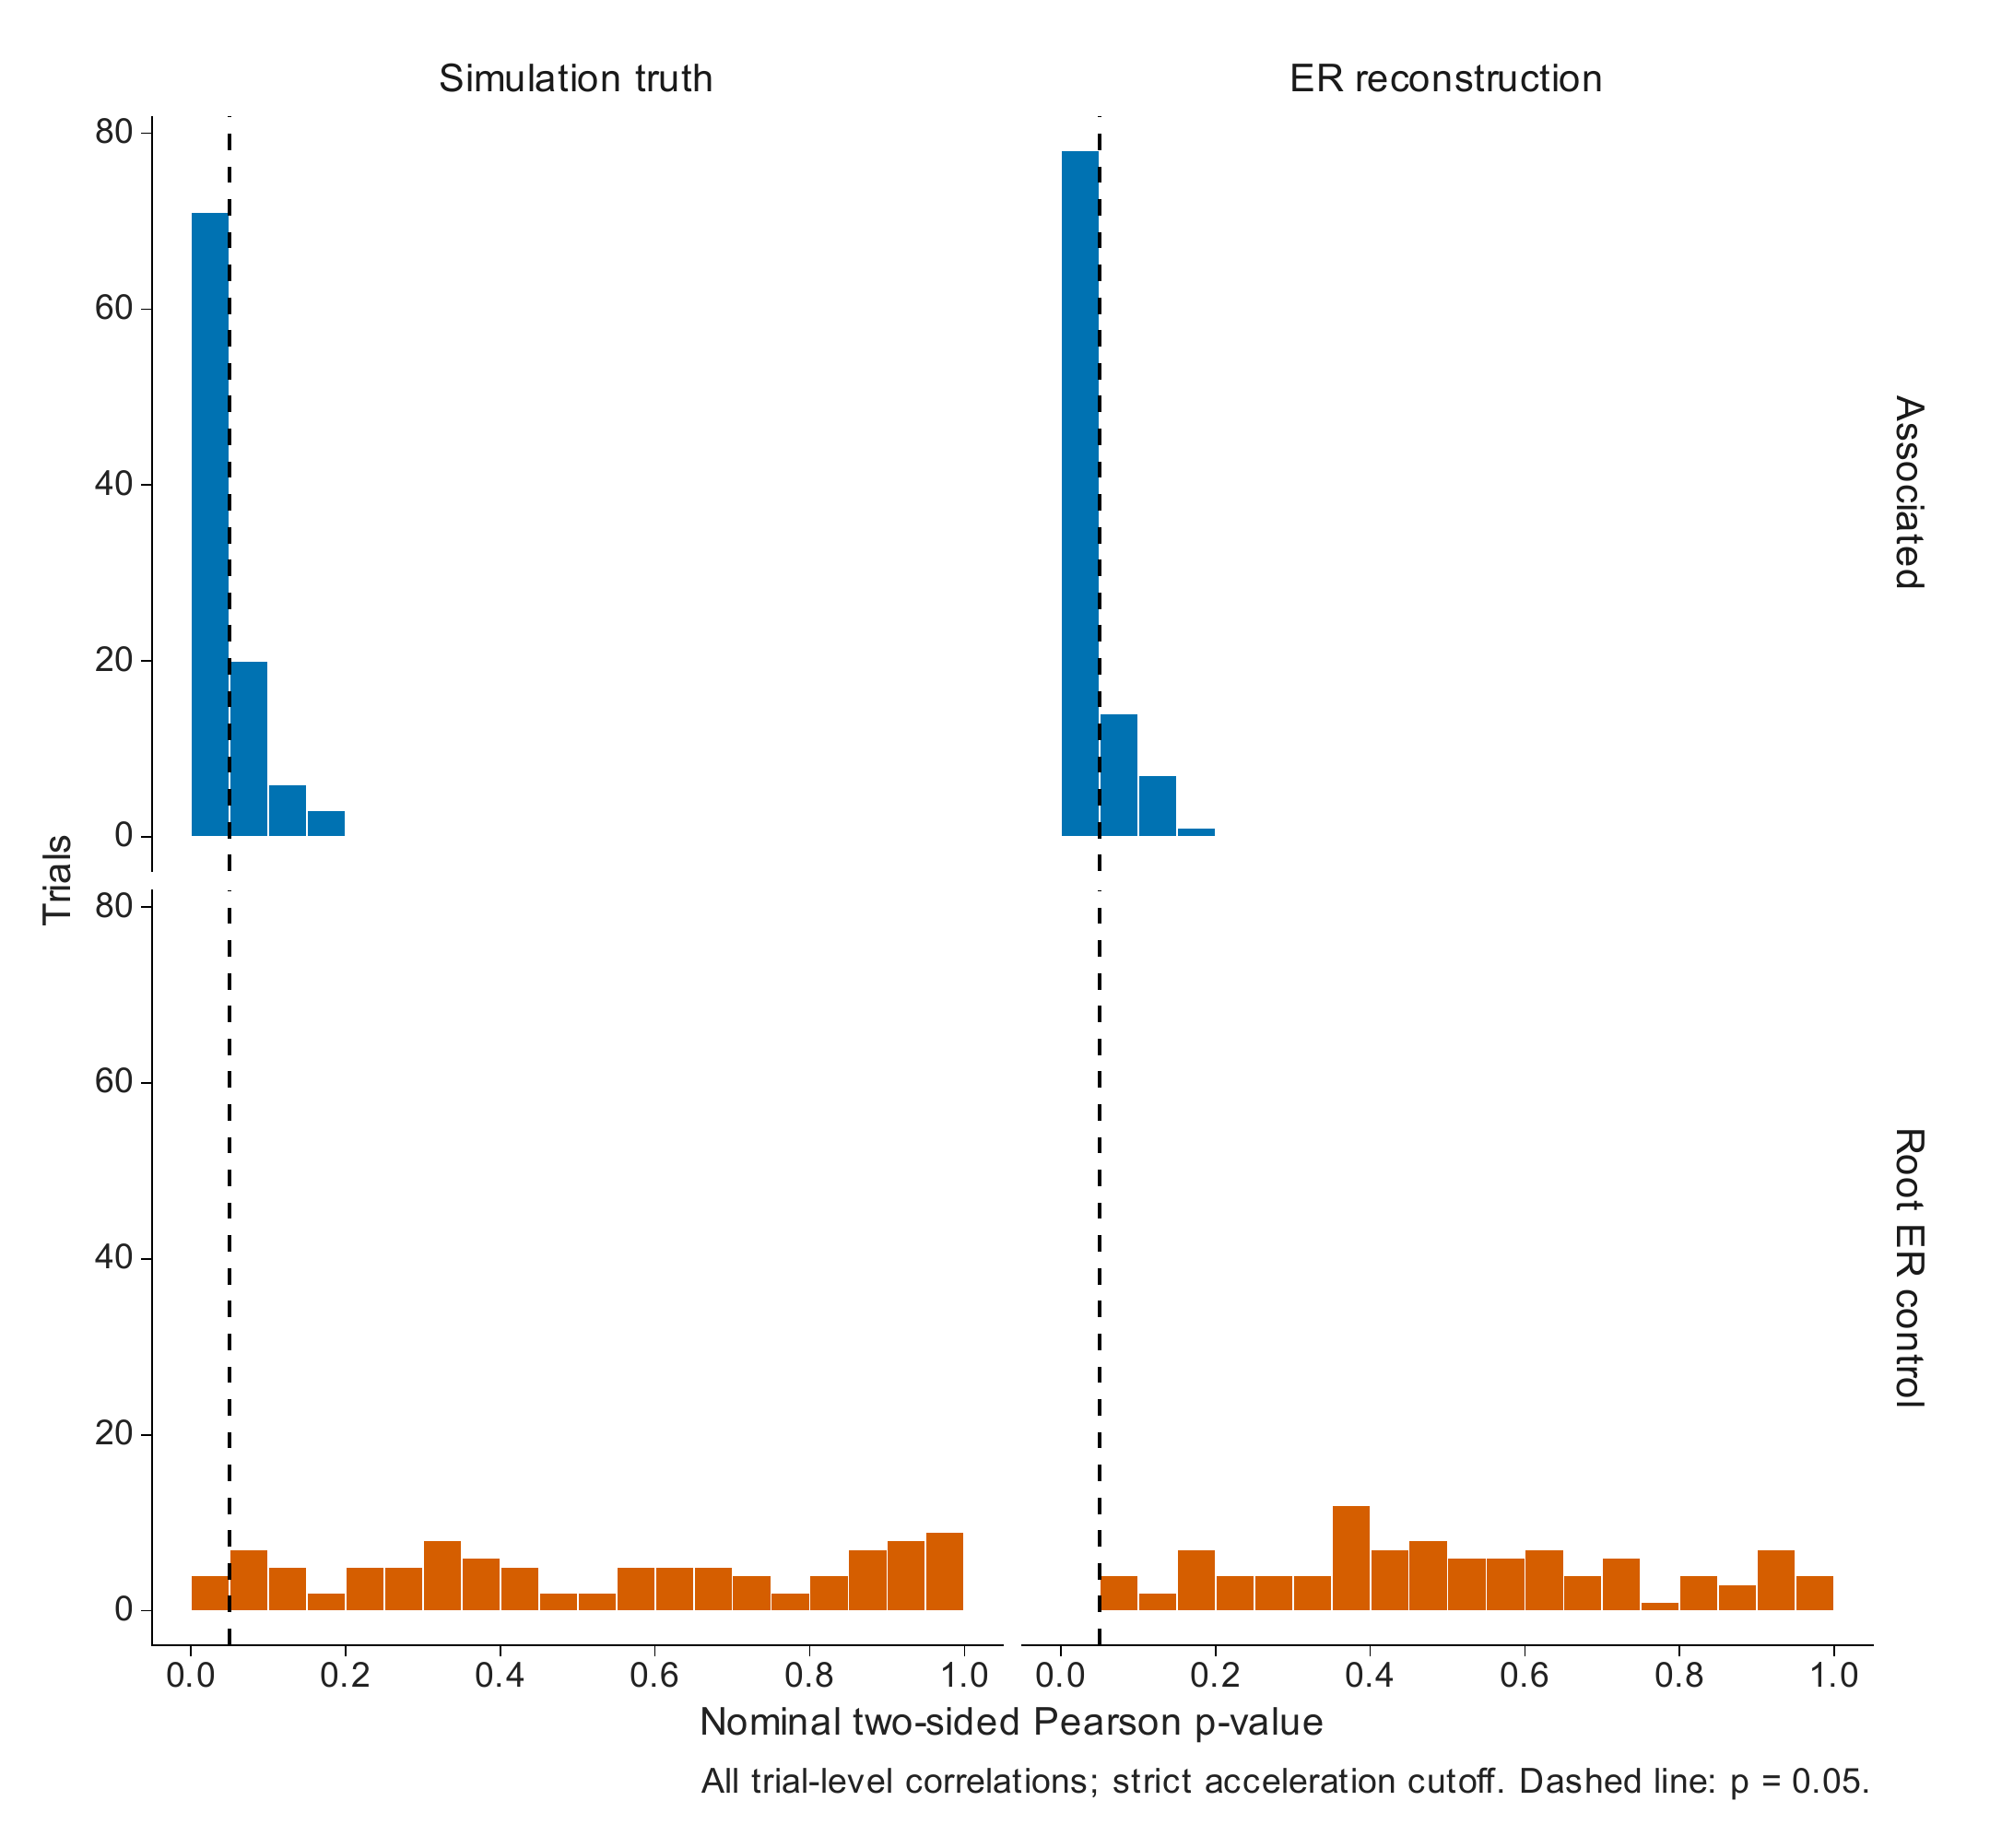 Simulation truth
ER reconstruction
80
60
40
20
0
Associated
Trials
80
60
40
20
0
Root ER control
0.0 0.2 0.4 0.6 0.8 1.0
0.0 0.2 0.4 0.6 0.8 1.0
Nominal two-sided Pearson p-value
All trial-level correlations; strict acceleration cutoff. Dashed line: p = 0.05.